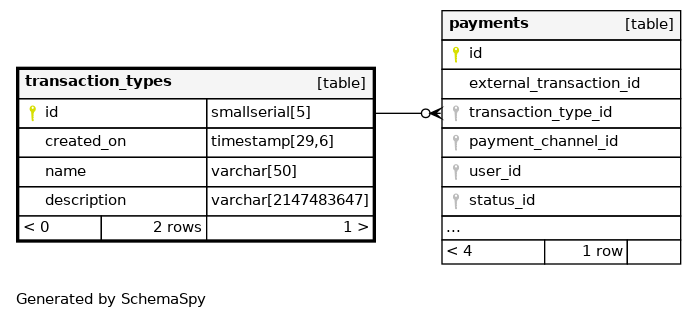 transaction_types [table]
id smallserial[5]
created_on timestamp[29,6]
name varchar[50]
description varchar[2147483647]
< 0 2 rows 1 >
payments [table]
id
external_transaction_id
transaction_type_id
payment_channel_id
user_id
status_id
...
< 4 1 row
Generated by SchemaSpy